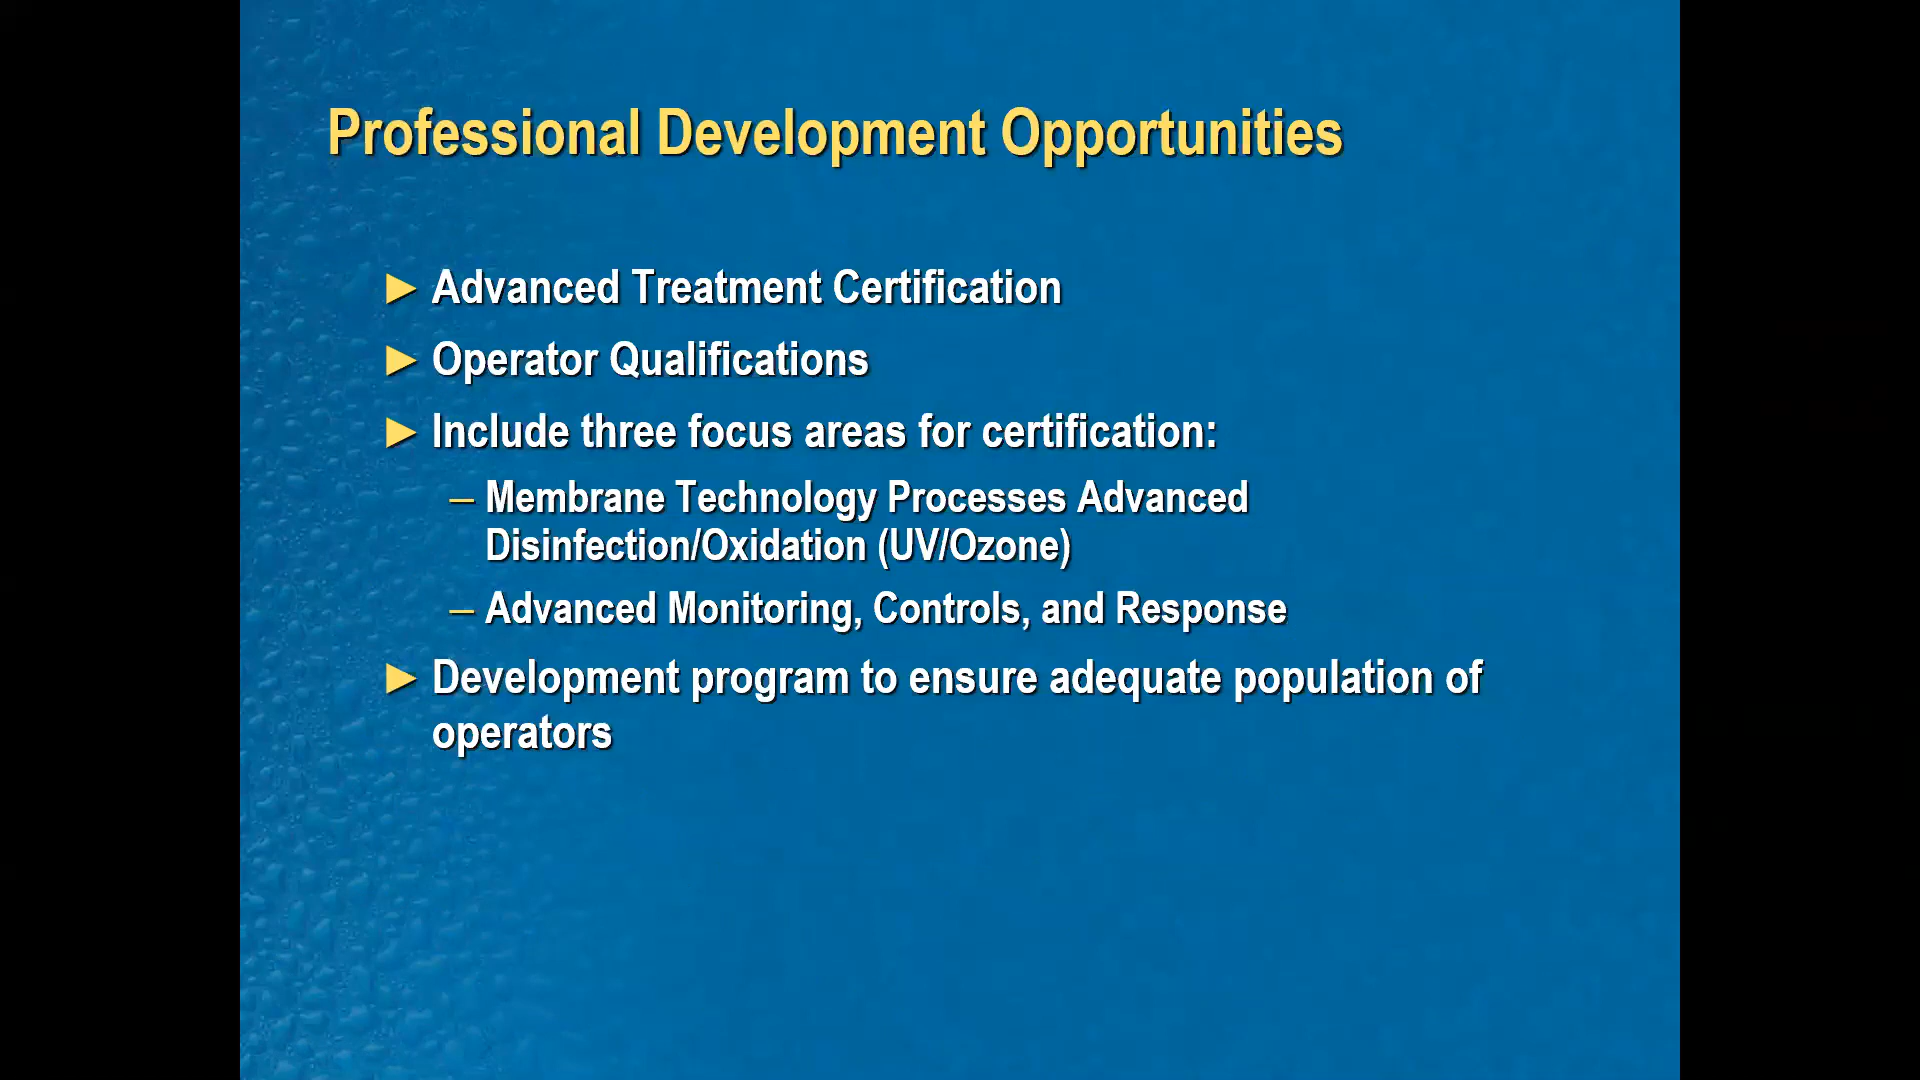 Professional Development Opportunities
► Advanced Treatment Certification
► Operator Qualifications
► Include three focus areas for certification:
– Membrane Technology Processes Advanced
Disinfection/Oxidation (UV/Ozone)
– Advanced Monitoring, Controls, and Response
► Development program to ensure adequate population of
operators